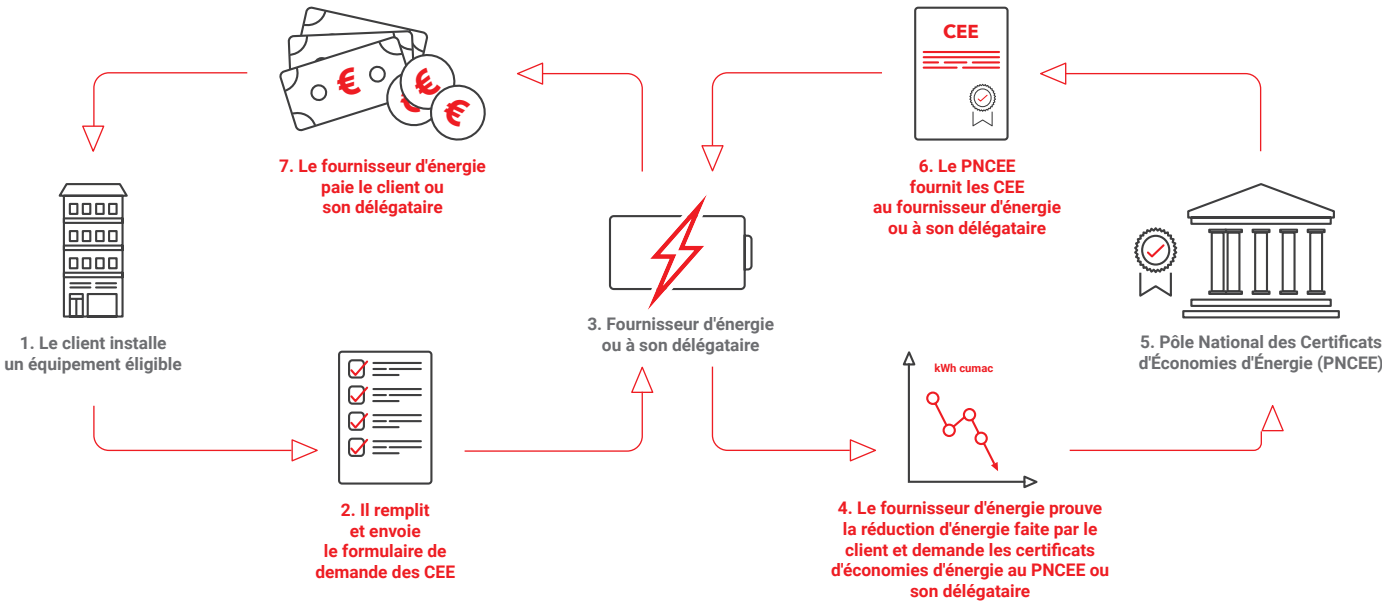 1. Le client installe
un équipement éligible
2. Il remplit
et envoie
le formulaire de
demande des CEE
3. Fournisseur d'énergie
ou à son délégataire
kWh cumac
4. Le fournisseur d'énergie prouve
la réduction d'énergie faite par le
client et demande les certificats
d'économies d'énergie au PNCEE ou
son délégataire
5. Pôle National des Certificats
d'Économies d'Énergie (PNCEE)
CEE
6. Le PNCEE
fournit les CEE
au fournisseur d'énergie
ou à son délégataire
€
€
€
€
7. Le fournisseur d'énergie
paie le client ou
son délégataire